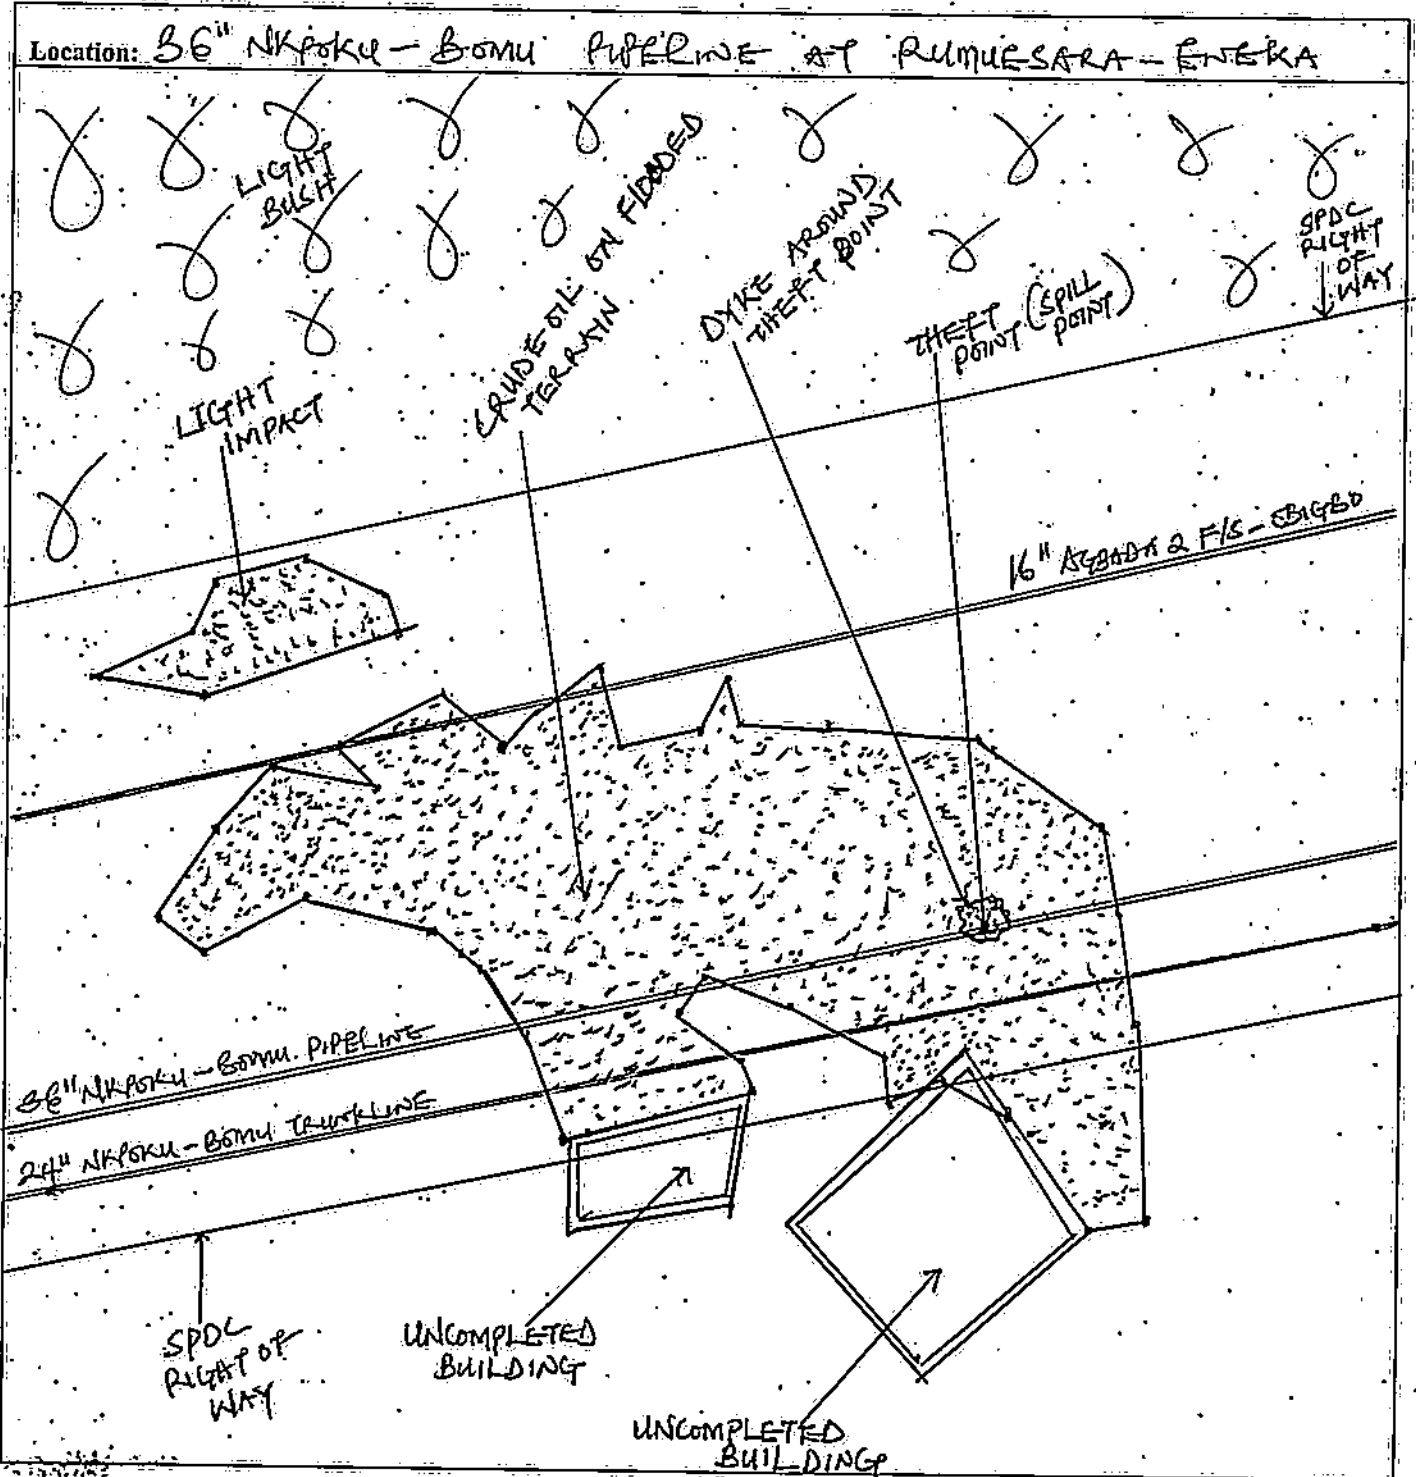 Location: 36" NKPOKU - BOMU PIPELINE AT RUMUESARA - ENEKA
LIGHT
BUSH
CRUDE-OIL ON FLOODED
TERRAIN
DYKE AROUND
THEFT POINT
THEFT (SPILL
POINT POINT)
SPDC
RIGHT
OF
WAY
LIGHT
IMPACT
16" AGBADA 2 F/S - EBIGBO
36" NKPOKU - BOMU PIPELINE
24" NKPOKU - BOMU TRUNKLINE
SPDC
RIGHT OF
WAY
UNCOMPLETED
BUILDING
UNCOMPLETED
BUILDING